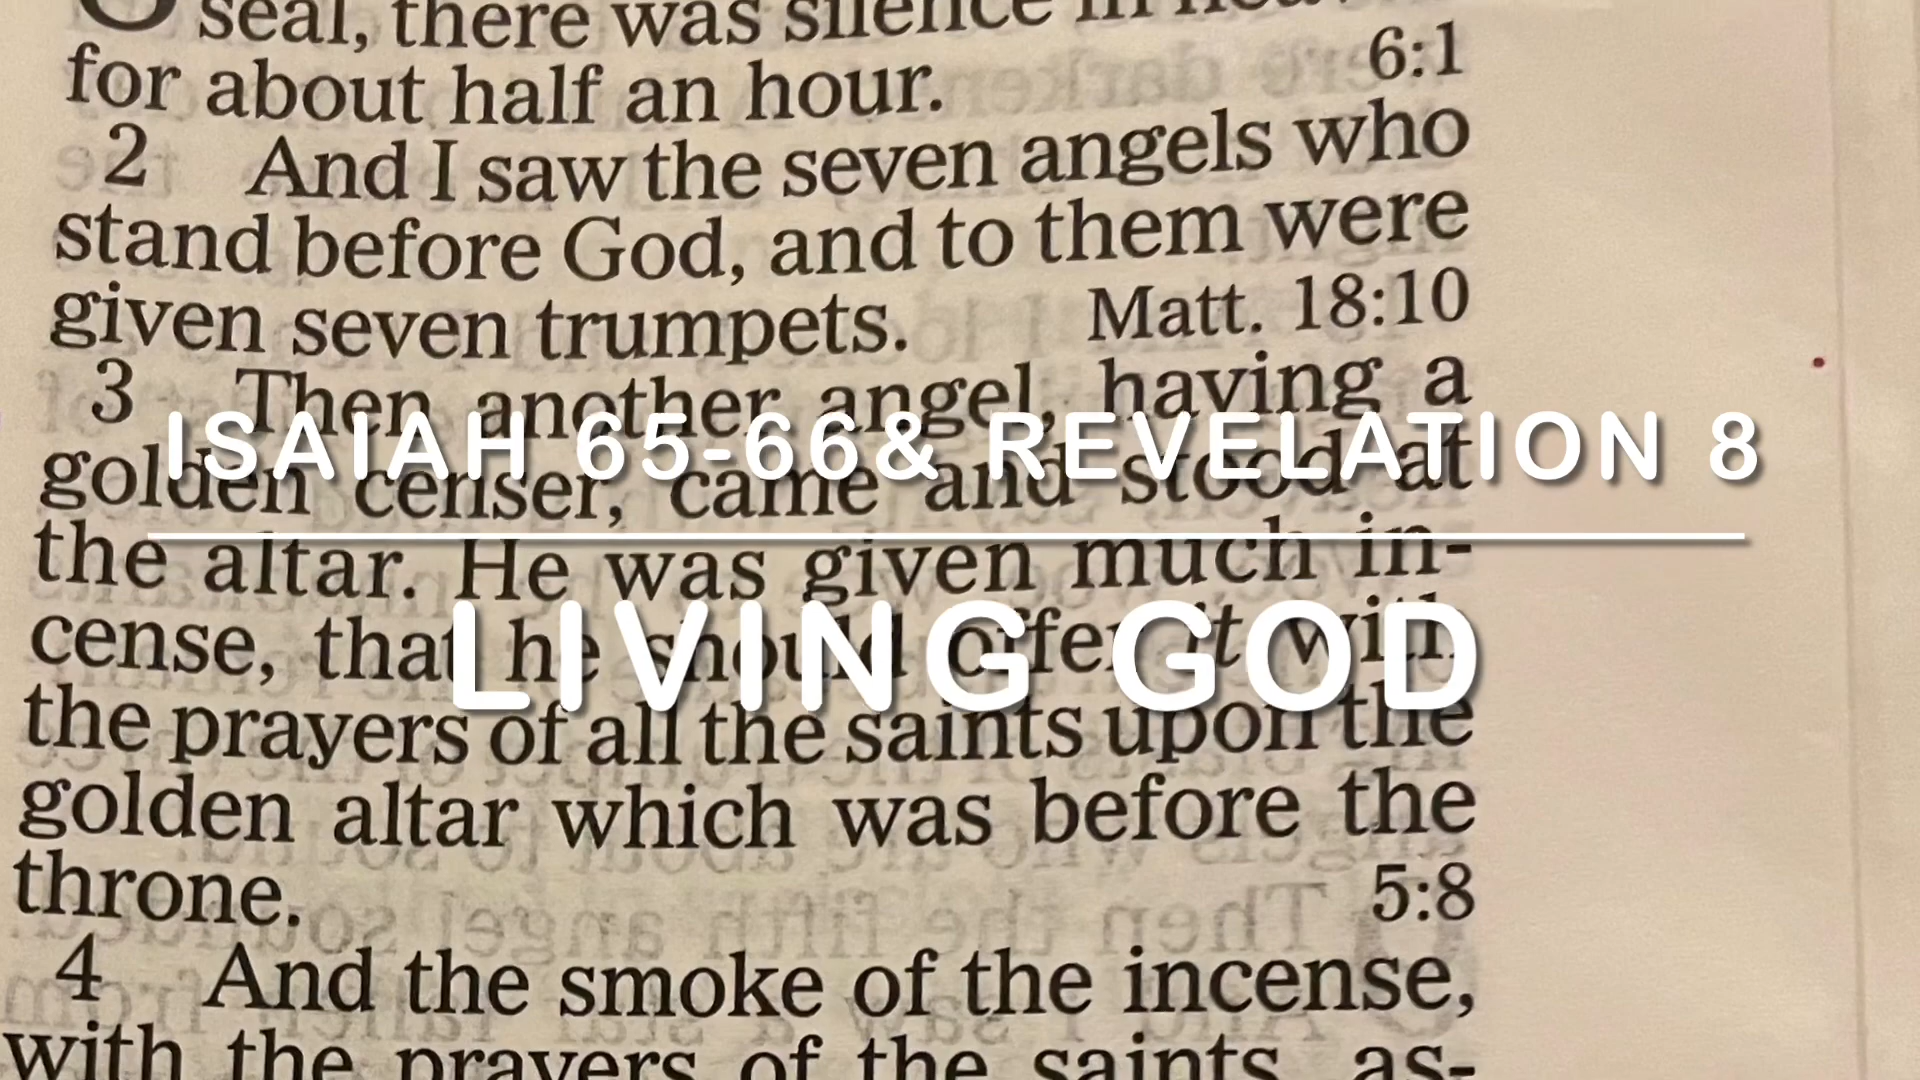 seal, there was silence in
for about half an hour. 6:1
2 And I saw the seven angels who
stand before God, and to them were
given seven trumpets. Matt. 18:10
3 Then another angel, having a
ISAIAH 65-66& REVELATION 8
golden censer, came and stood at
the altar. He was given much in-
cense, that he should offer it with
LIVING GOD
the prayers of all the saints upon the
golden altar which was before the
throne. 5:8
4 And the smoke of the incense,
with the prayers of the saints, as-